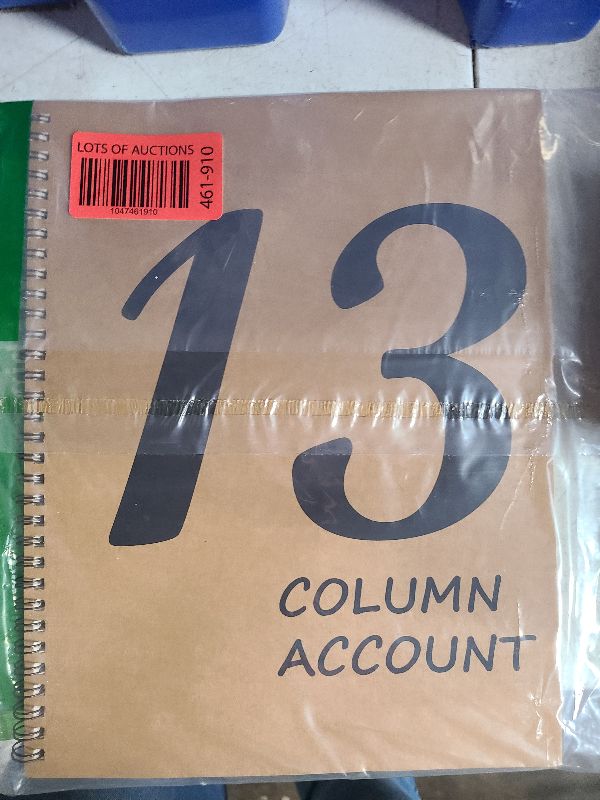 LOTS OF AUCTIONS
1047461910
461-910
13
COLUMN
ACCOUNT